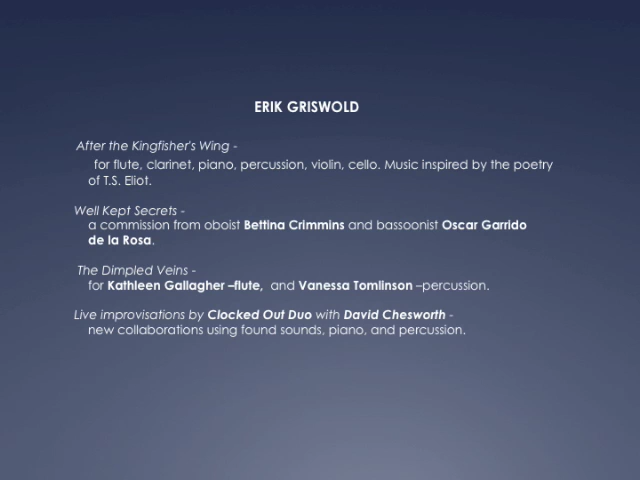 ERIK GRISWOLD
After the Kingfisher's Wing -
for flute, clarinet, piano, percussion, violin, cello. Music inspired by the poetry
of T.S. Eliot.
Well Kept Secrets -
a commission from oboist Bettina Crimmins and bassoonist Oscar Garrido
de la Rosa.
The Dimpled Veins -
for Kathleen Gallagher –flute, and Vanessa Tomlinson –percussion.
Live improvisations by Clocked Out Duo with David Chesworth -
new collaborations using found sounds, piano, and percussion.